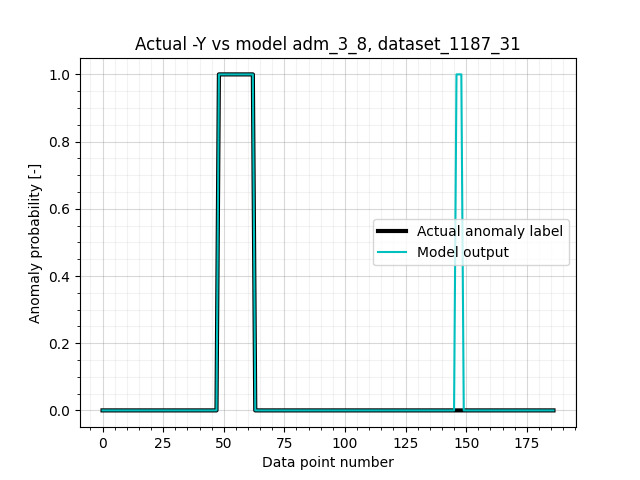 Actual -Y vs model adm_3_8, dataset_1187_31
1.0
0.8
0.6
0.4
0.2
0.0
Anomaly probability [-]
Actual anomaly label
Model output
0 25 50 75 100 125 150 175
Data point number